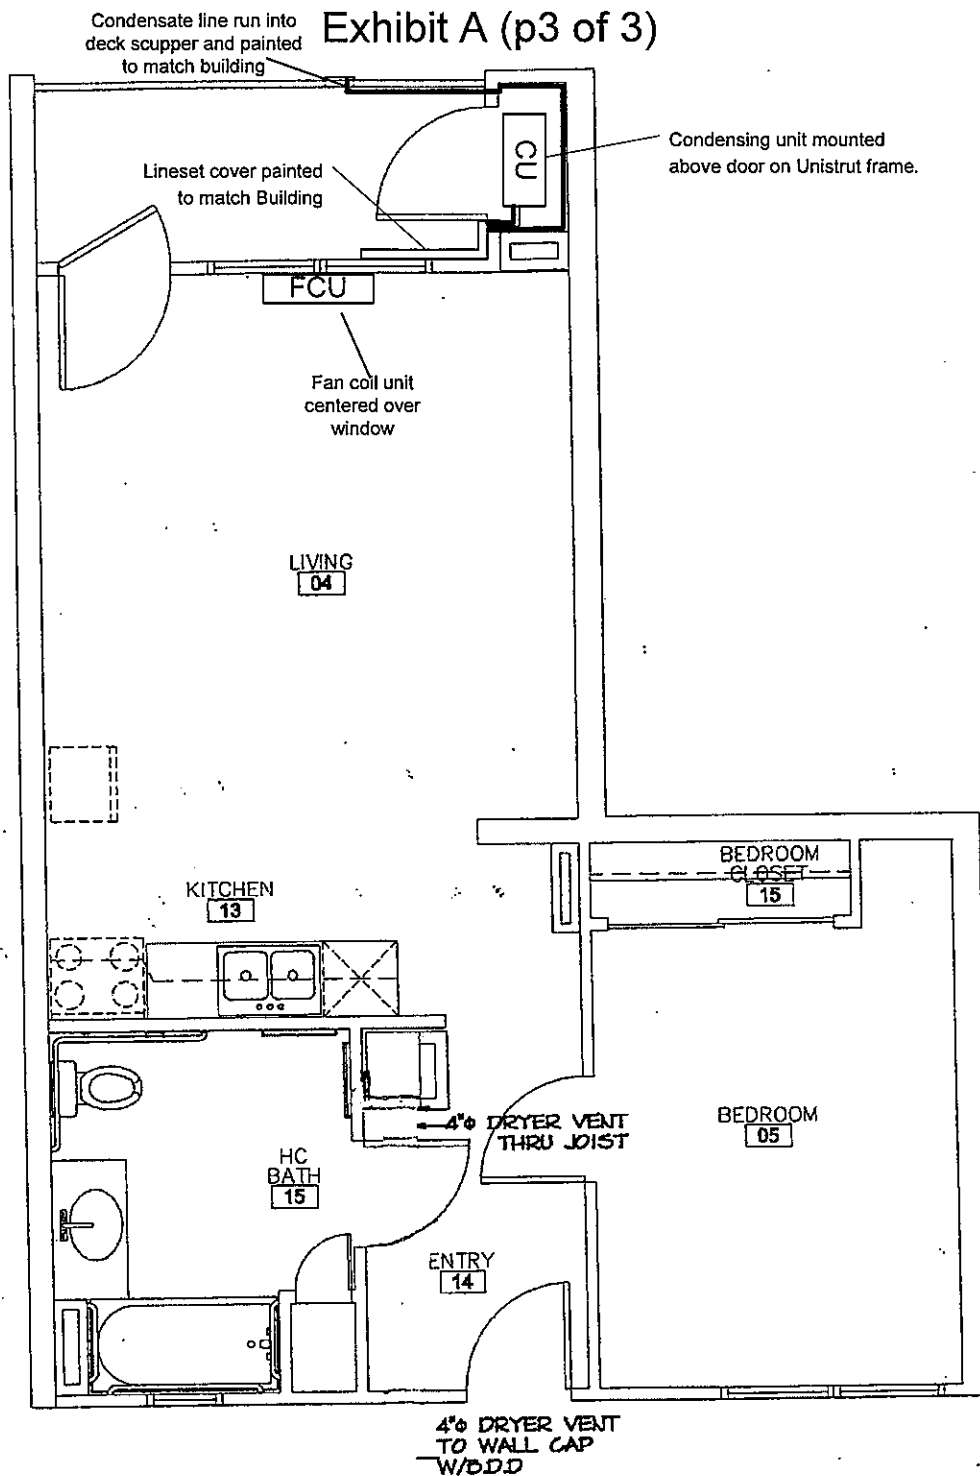 Exhibit A (p3 of 3)
Condensate line run into
deck scupper and painted
to match building
Lineset cover painted
to match Building
CU
Condensing unit mounted
above door on Unistrut frame.
FCU
Fan coil unit
centered over
window
LIVING
04
KITCHEN
13
BEDROOM
CLOSET
15
4"φ DRYER VENT
THRU JOIST
BEDROOM
05
HC
BATH
15
ENTRY
14
4"φ DRYER VENT
TO WALL CAP
W/B.D.D